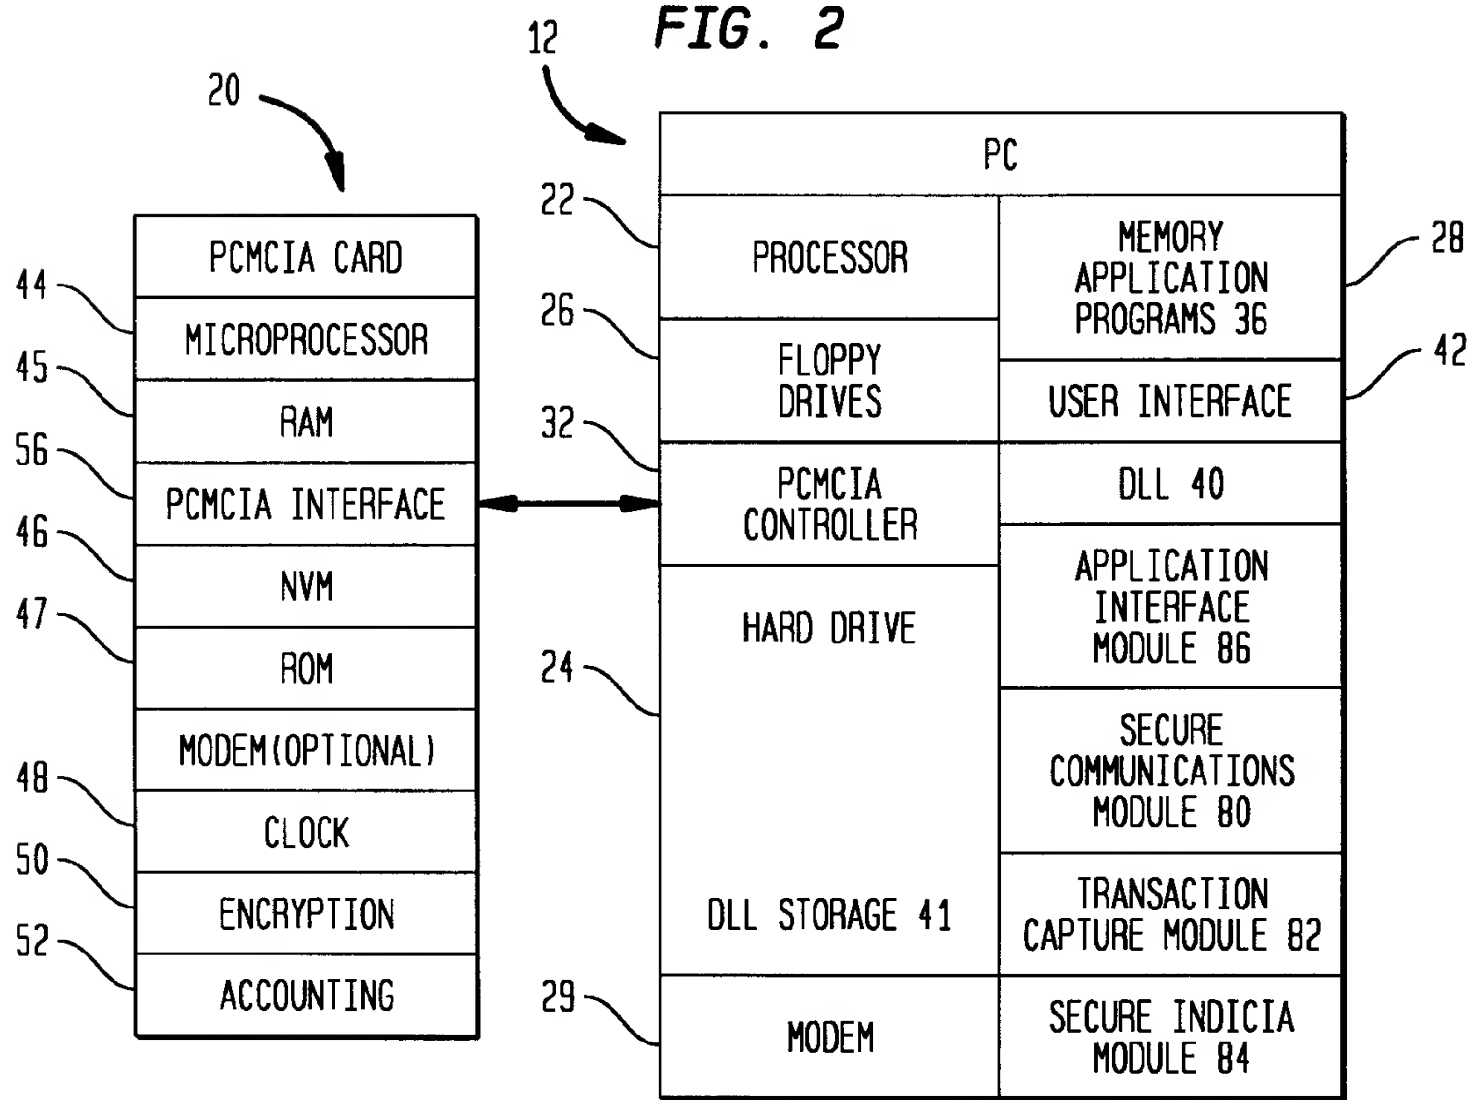 FIG. 2
12
20
PC
22
PROCESSOR
MEMORY
APPLICATION
PROGRAMS 36
28
PCMCIA CARD
44
MICROPROCESSOR
26
FLOPPY
DRIVES
USER INTERFACE
42
45
RAM
32
PCMCIA
CONTROLLER
DLL 40
56
PCMCIA INTERFACE
46
NVM
APPLICATION
INTERFACE
MODULE 86
47
ROM
HARD DRIVE
24
MODEM(OPTIONAL)
SECURE
COMMUNICATIONS
MODULE 80
48
CLOCK
50
ENCRYPTION
DLL STORAGE 41
TRANSACTION
CAPTURE MODULE 82
52
ACCOUNTING
29
MODEM
SECURE INDICIA
MODULE 84